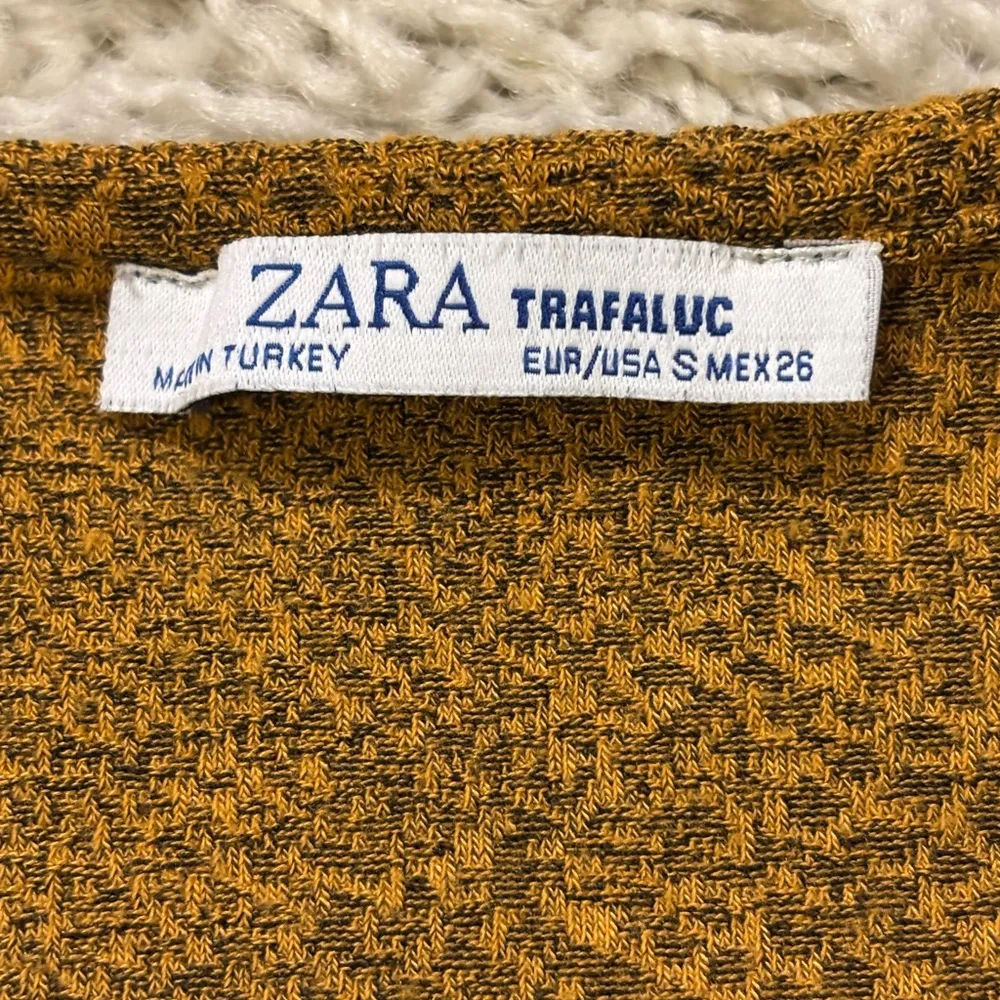 ZARA TRAFALUC
IN TURKEY EUR/USA S MEX 26